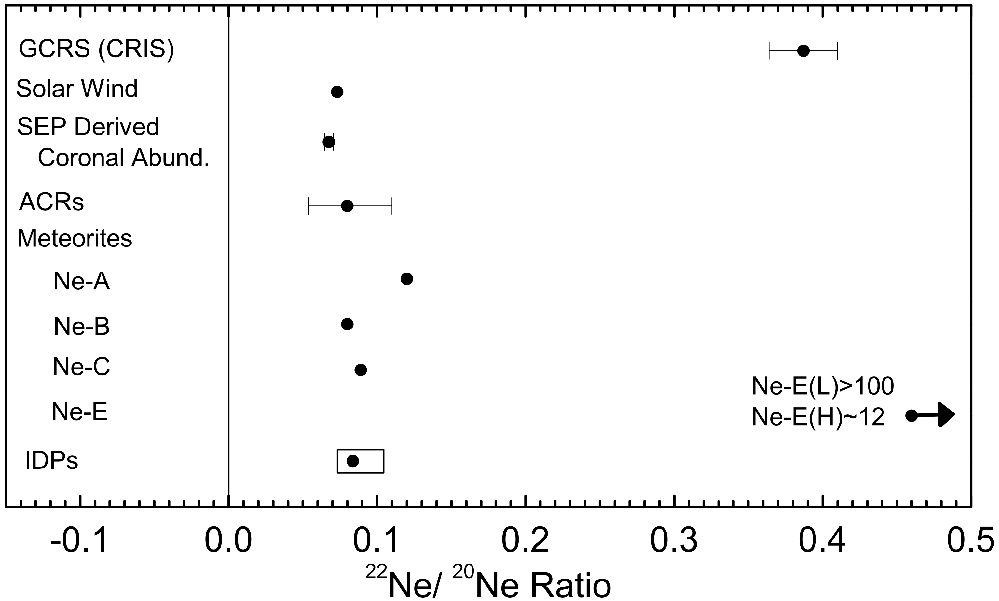 GCRS (CRIS)
Solar Wind
SEP Derived
Coronal Abund.
ACRs
Meteorites
Ne-A
Ne-B
Ne-C
Ne-E(L)>100
Ne-E
Ne-E(H)~12
IDPs
-0.1 0.0 0.1 0.2 0.3 0.4 0.5
²²Ne/ ²⁰Ne Ratio